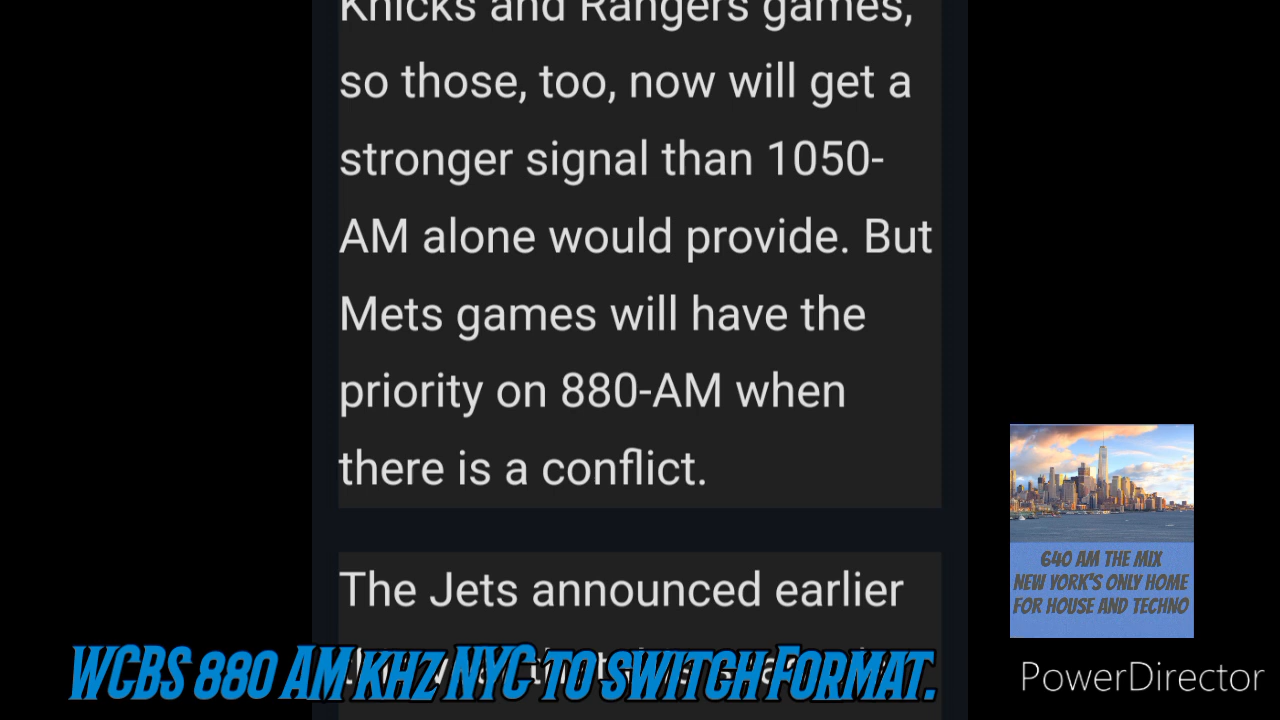 Knicks and Rangers games,
so those, too, now will get a
stronger signal than 1050-
AM alone would provide. But
Mets games will have the
priority on 880-AM when
there is a conflict.
The Jets announced earlier
WCBS 880 AM KHZ NYC TO SWITCH FORMAT.
640 AM THE MIX
NEW YORK'S ONLY HOME
FOR HOUSE AND TECHNO
PowerDirector